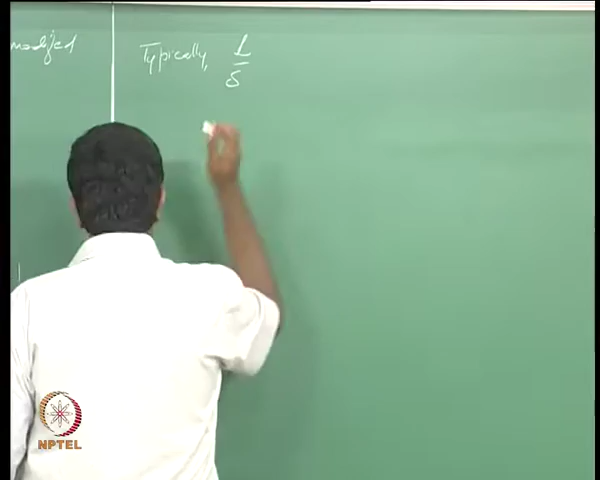 modified
Typically, L
δ
NPTEL